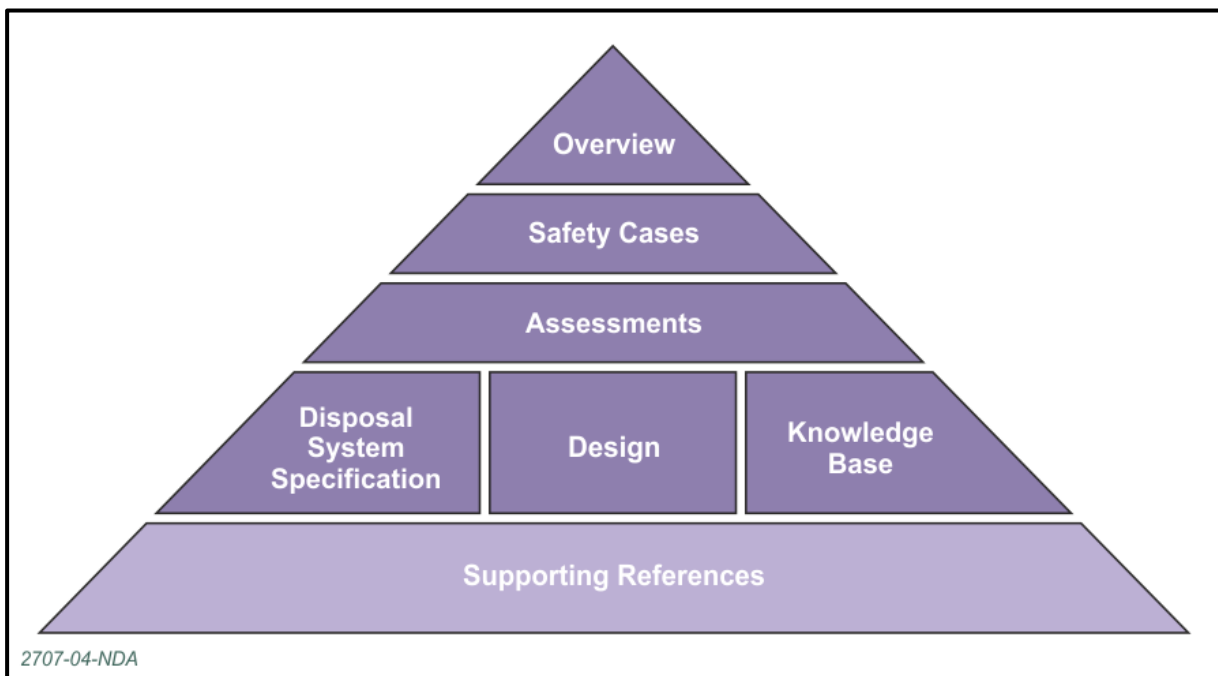 Overview
Safety Cases
Assessments
Disposal
System
Specification
Design
Knowledge
Base
Supporting References
2707-04-NDA